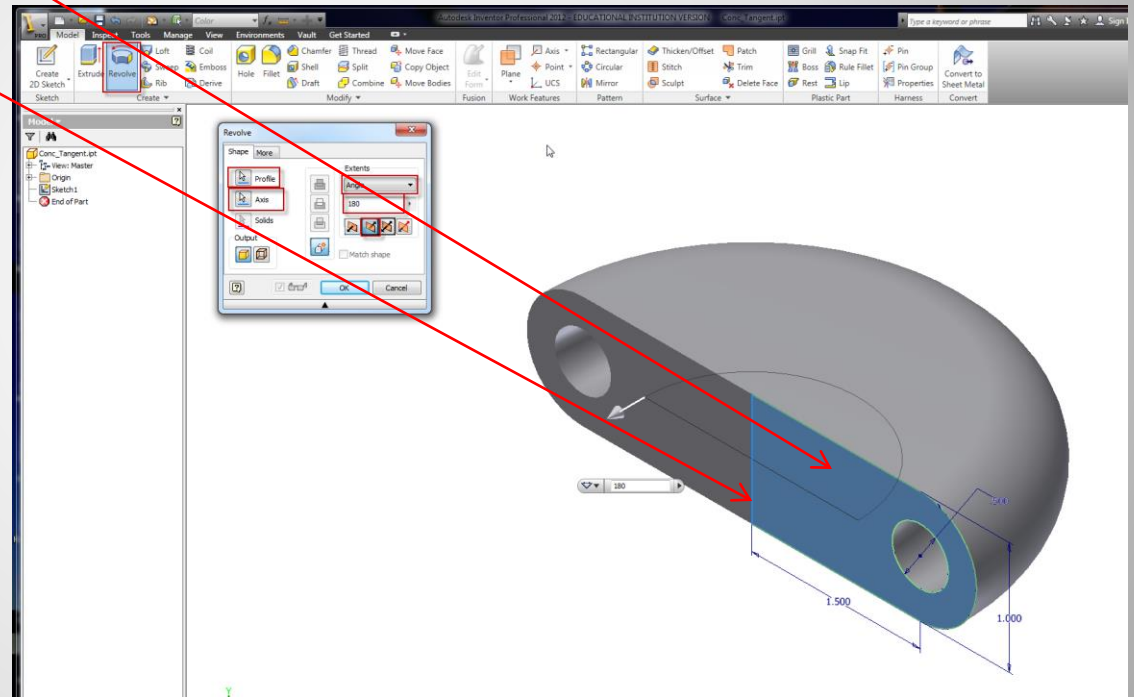 Color
Autodesk Inventor Professional 2012 - EDUCATIONAL INSTITUTION VERSION Conc_Tangent.ipt
Type a keyword or phrase
Sign I
PRO Model Inspect Tools Manage View Environments Vault Get Started
Create 2D Sketch
Extrude
Revolve
Loft
Sweep
Rib
Coil
Emboss
Derive
Hole
Fillet
Chamfer
Shell
Draft
Thread
Split
Combine
Move Face
Copy Object
Move Bodies
Edit Form
Plane
Axis
Point
UCS
Rectangular
Circular
Mirror
Thicken/Offset
Stitch
Sculpt
Patch
Trim
Delete Face
Grill
Boss
Rest
Snap Fit
Rule Fillet
Lip
Pin
Pin Group
Properties
Convert to Sheet Metal
Sketch Create Modify Fusion Work Features Pattern Surface Plastic Part Harness Convert
Model
Conc_Tangent.ipt
View: Master
Origin
Sketch1
End of Part
Revolve
Shape More
Profile
Axis
Solids
Output
Extents
Angle
180
Match shape
OK Cancel
180
.500
1.500
1.000
Y